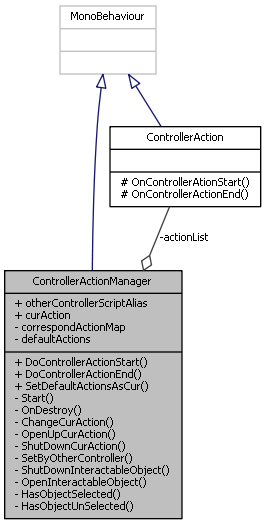 MonoBehaviour
ControllerAction
# OnControllerAtionStart()
# OnControllerActionEnd()
-actionList
ControllerActionManager
+ otherControllerScriptAlias
+ curAction
- correspondActionMap
- defaultActions
+ DoControllerActionStart()
+ DoControllerActionEnd()
+ SetDefaultActionsAsCur()
- Start()
- OnDestroy()
- ChangeCurAction()
- OpenUpCurAction()
- ShutDownCurAction()
- SetByOtherController()
- ShutDownInteractableObject()
- OpenInteractableObject()
- HasObjectSelected()
- HasObjectUnSelected()